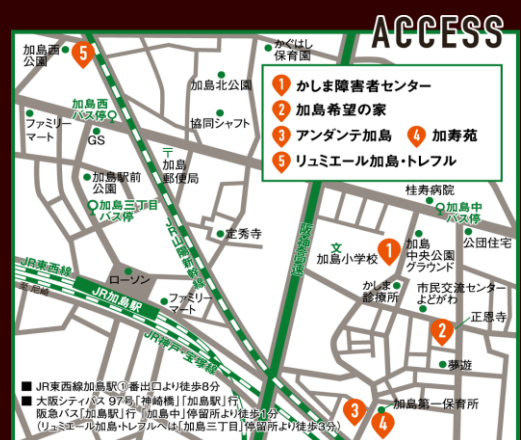 ACCESS
加島西
公園
5
かぐはし
保育園
1 かしま障害者センター
2 加島希望の家
3 アンダンテ加島 4 加寿苑
5 リュミエール加島・トレフル
加島北公園
加島西
バス停
ファミリー
マート
GS
協同シャフト
〒
加島
郵便局
加島駅前
公園
加島三丁目
バス停
桂寿病院
加島中
バス停
定秀寺
JR山陽新幹線
阪神高速
文
加島小学校
1
加島
中央公園
グラウンド
公団住宅
JR東西線
至 尼崎
ローソン
JR加島駅
ファミリー
マート
かしま
診療所
市民交流センター
よどがわ
正恩寺
2
JR神戸・宝塚線
夢遊
加島第一保育所
3
4
■ JR東西線加島駅①番出口より徒歩8分
■ 大阪シティバス 97号「神崎橋」「加島駅」行
阪急バス「加島駅」行 「加島中」停留所より徒歩1分
(リュミエール加島・トレフルへは「加島三丁目」停留所より徒歩3分)